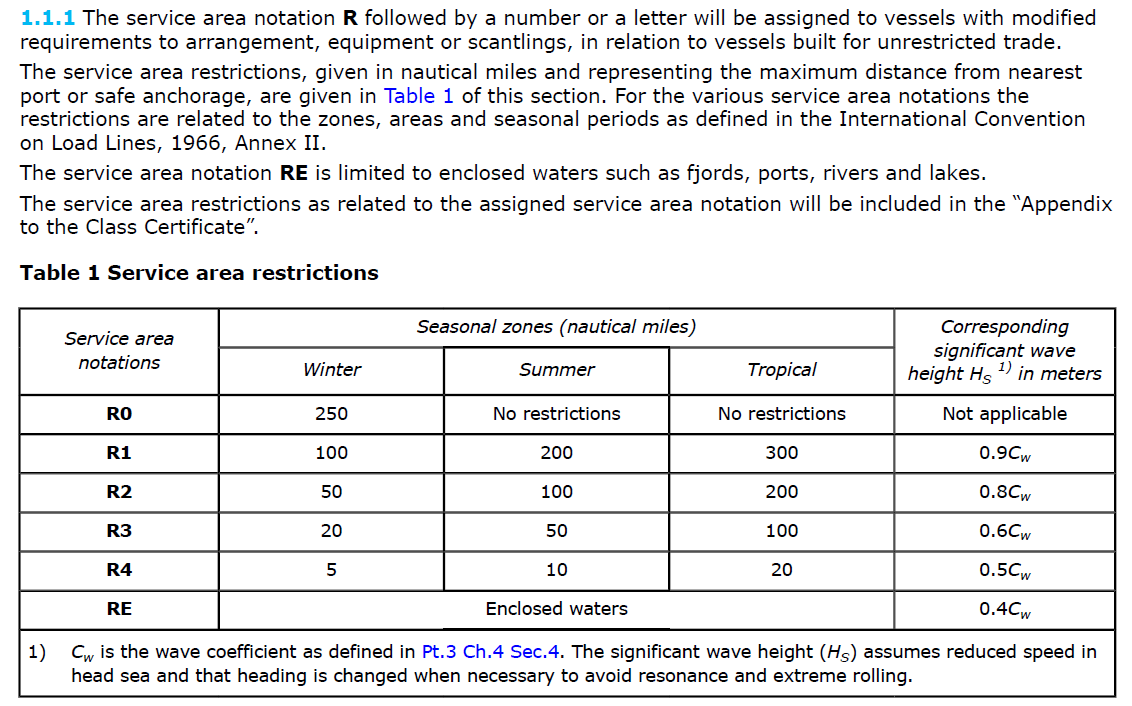 1.1.1 The service area notation R followed by a number or a letter will be assigned to vessels with modified
requirements to arrangement, equipment or scantlings, in relation to vessels built for unrestricted trade.
The service area restrictions, given in nautical miles and representing the maximum distance from nearest
port or safe anchorage, are given in Table 1 of this section. For the various service area notations the
restrictions are related to the zones, areas and seasonal periods as defined in the International Convention
on Load Lines, 1966, Annex II.
The service area notation RE is limited to enclosed waters such as fjords, ports, rivers and lakes.
The service area restrictions as related to the assigned service area notation will be included in the “Appendix
to the Class Certificate”.
Table 1 Service area restrictions
Service area
notations
Seasonal zones (nautical miles)
Corresponding
significant wave
height HS 1) in meters
Winter Summer Tropical
R0 250 No restrictions No restrictions Not applicable
R1 100 200 300 0.9Cw
R2 50 100 200 0.8Cw
R3 20 50 100 0.6Cw
R4 5 10 20 0.5Cw
RE Enclosed waters 0.4Cw
1) Cw is the wave coefficient as defined in Pt.3 Ch.4 Sec.4. The significant wave height (HS) assumes reduced speed in
head sea and that heading is changed when necessary to avoid resonance and extreme rolling.